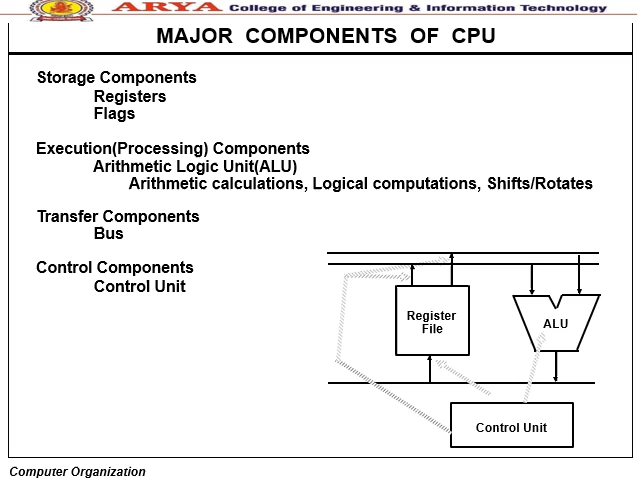 ARYA College of Engineering & Information Technology
MAJOR COMPONENTS OF CPU
Storage Components
Registers
Flags
Execution(Processing) Components
Arithmetic Logic Unit(ALU)
Arithmetic calculations, Logical computations, Shifts/Rotates
Transfer Components
Bus
Control Components
Control Unit
Register
File
ALU
Control Unit
Computer Organization